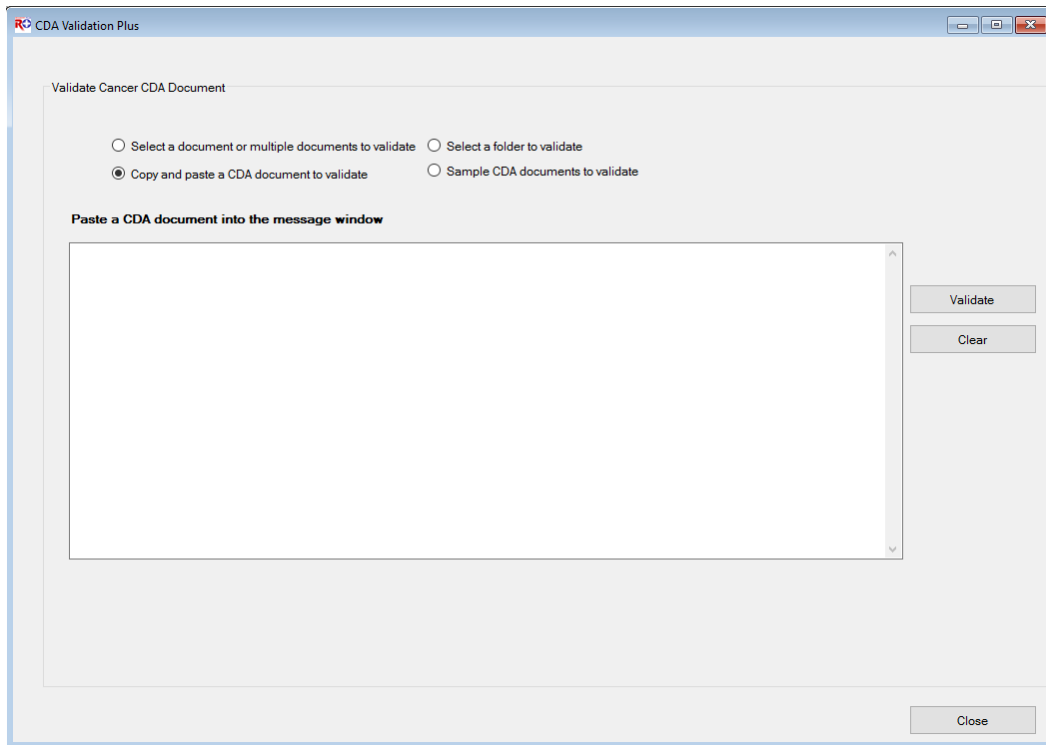 CDA Validation Plus
Validate Cancer CDA Document
Select a document or multiple documents to validate
Select a folder to validate
Copy and paste a CDA document to validate
Sample CDA documents to validate
Paste a CDA document into the message window
Validate
Clear
Close